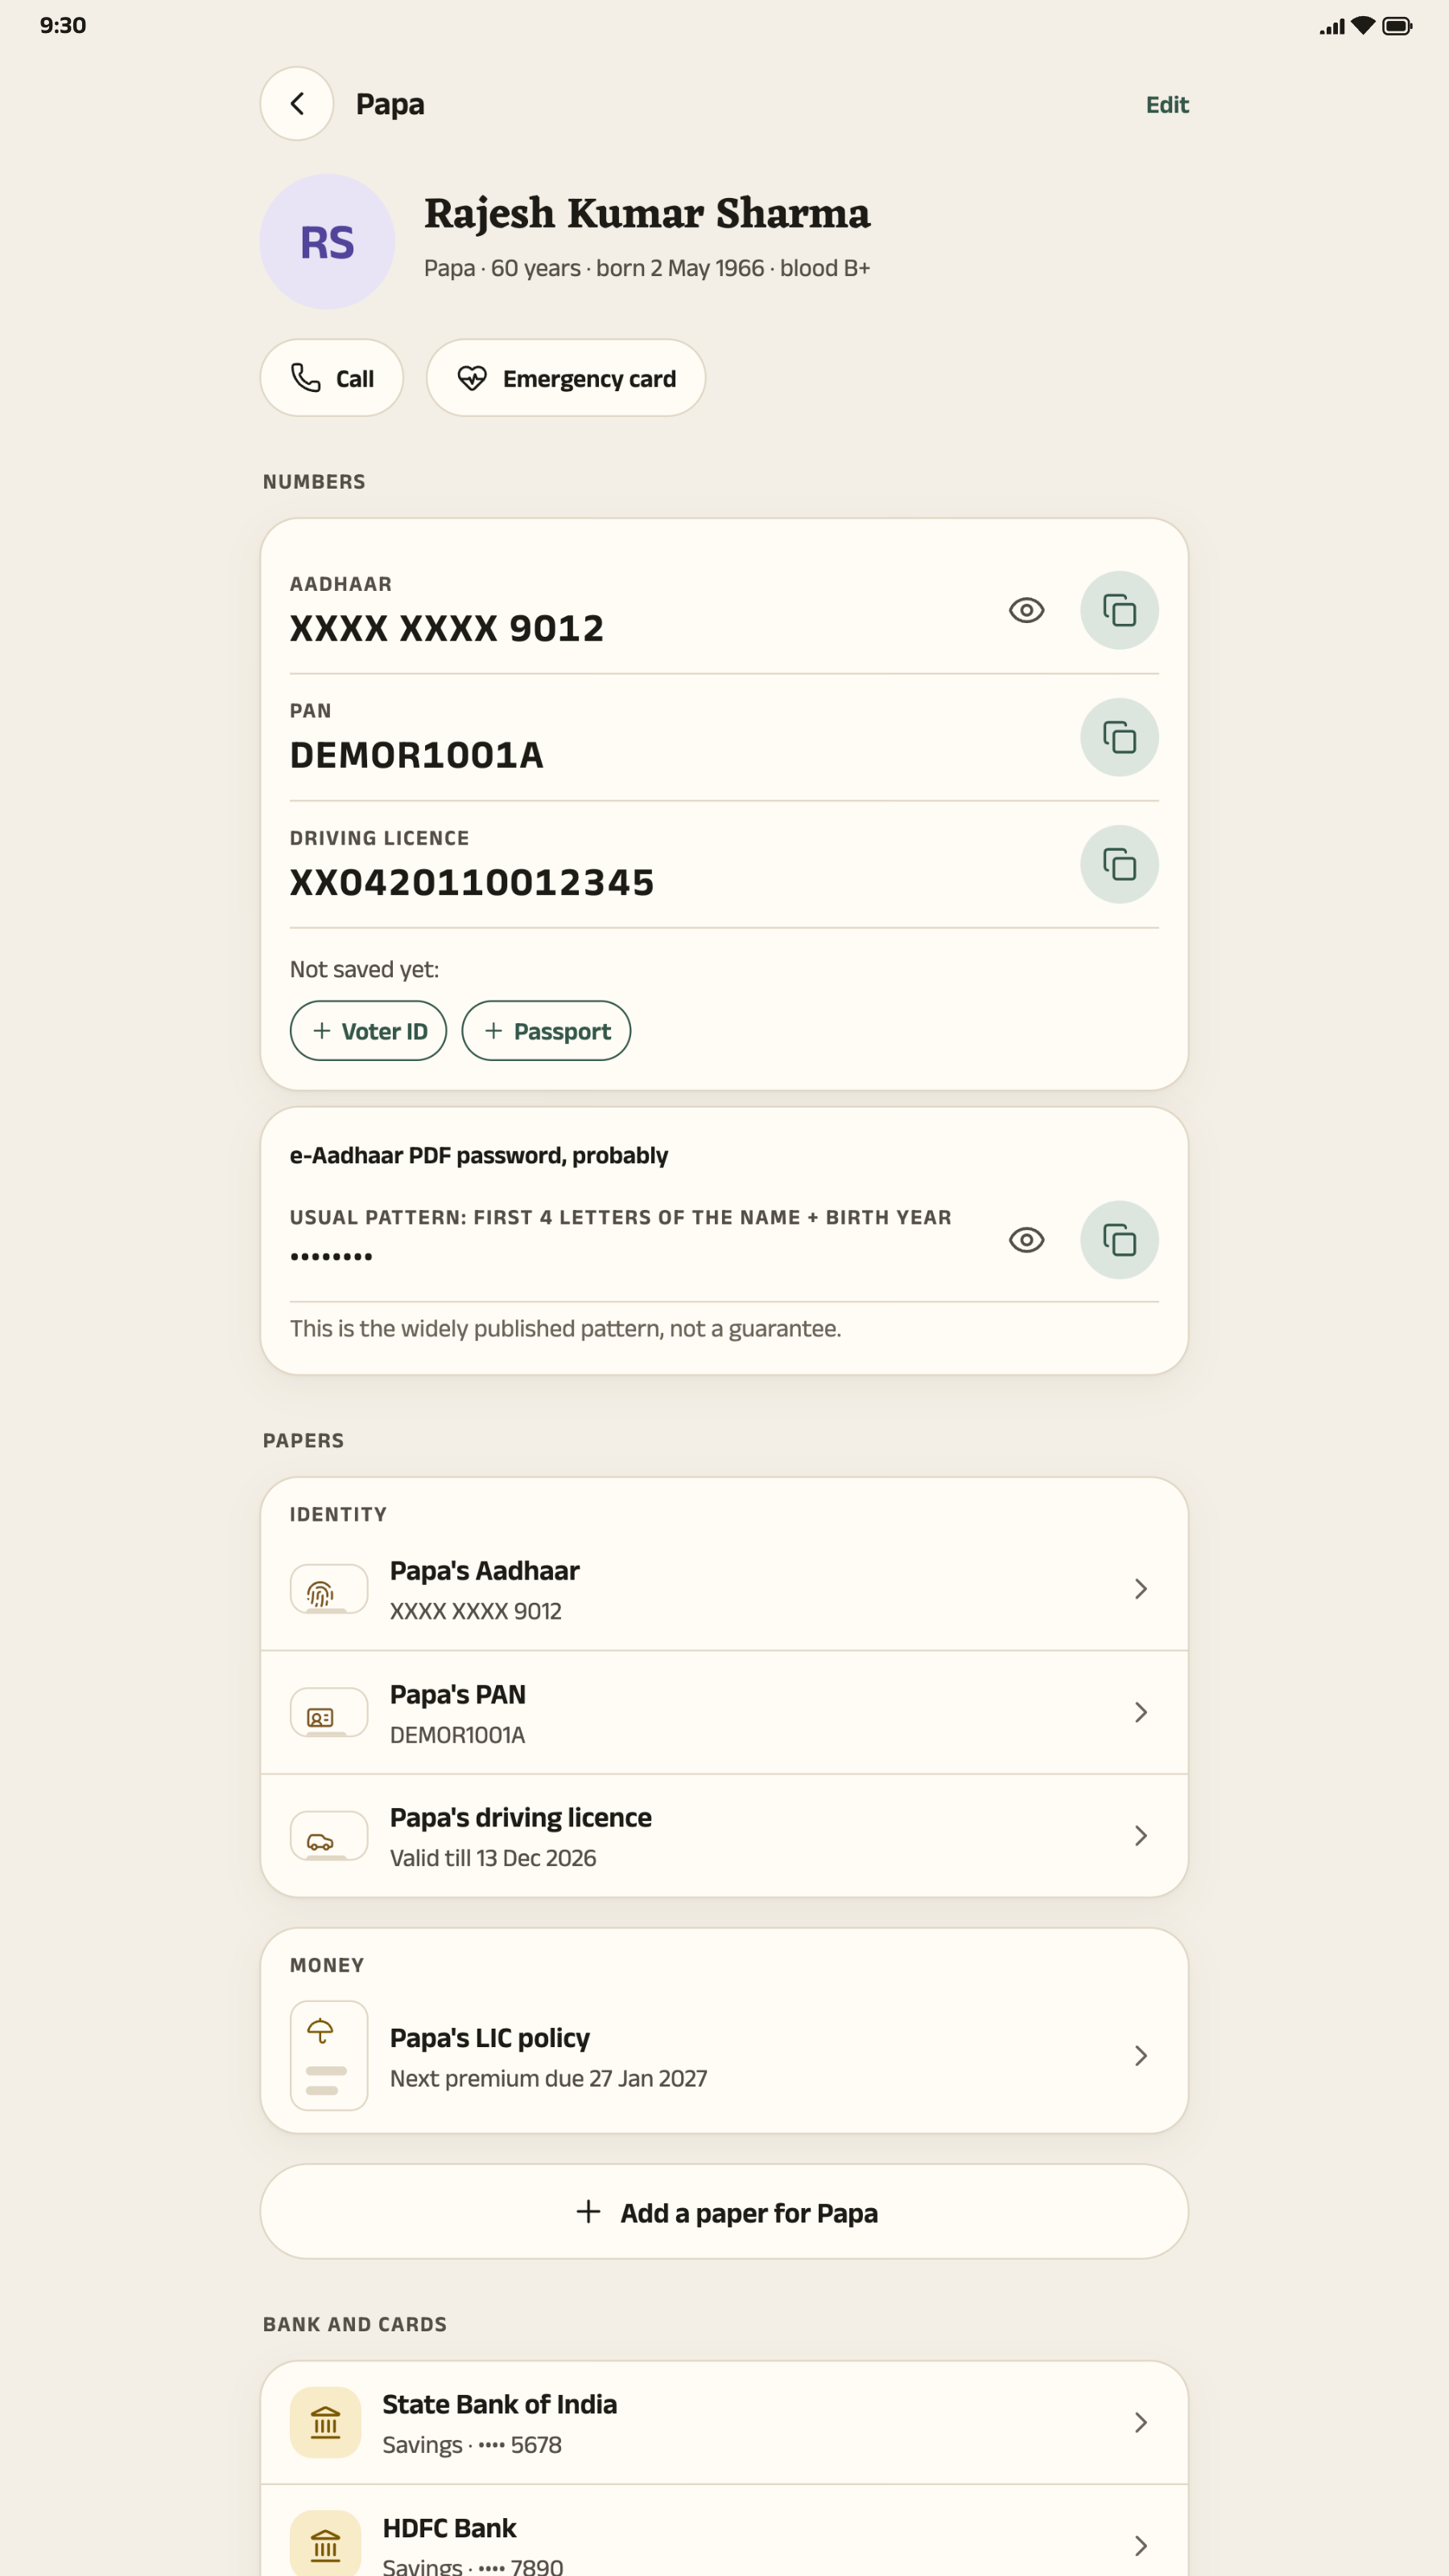 9:30
Papa
Edit
RS
Rajesh Kumar Sharma
Papa · 60 years · born 2 May 1966 · blood B+
Call
Emergency card
NUMBERS
AADHAAR
XXXX XXXX 9012
PAN
DEMOR1001A
DRIVING LICENCE
XX0420110012345
Not saved yet:
+ Voter ID
+ Passport
e-Aadhaar PDF password, probably
USUAL PATTERN: FIRST 4 LETTERS OF THE NAME + BIRTH YEAR
••••••••
This is the widely published pattern, not a guarantee.
PAPERS
IDENTITY
Papa's Aadhaar
XXXX XXXX 9012
Papa's PAN
DEMOR1001A
Papa's driving licence
Valid till 13 Dec 2026
MONEY
Papa's LIC policy
Next premium due 27 Jan 2027
+ Add a paper for Papa
BANK AND CARDS
State Bank of India
Savings · •••• 5678
HDFC Bank
Savings · •••• 7890